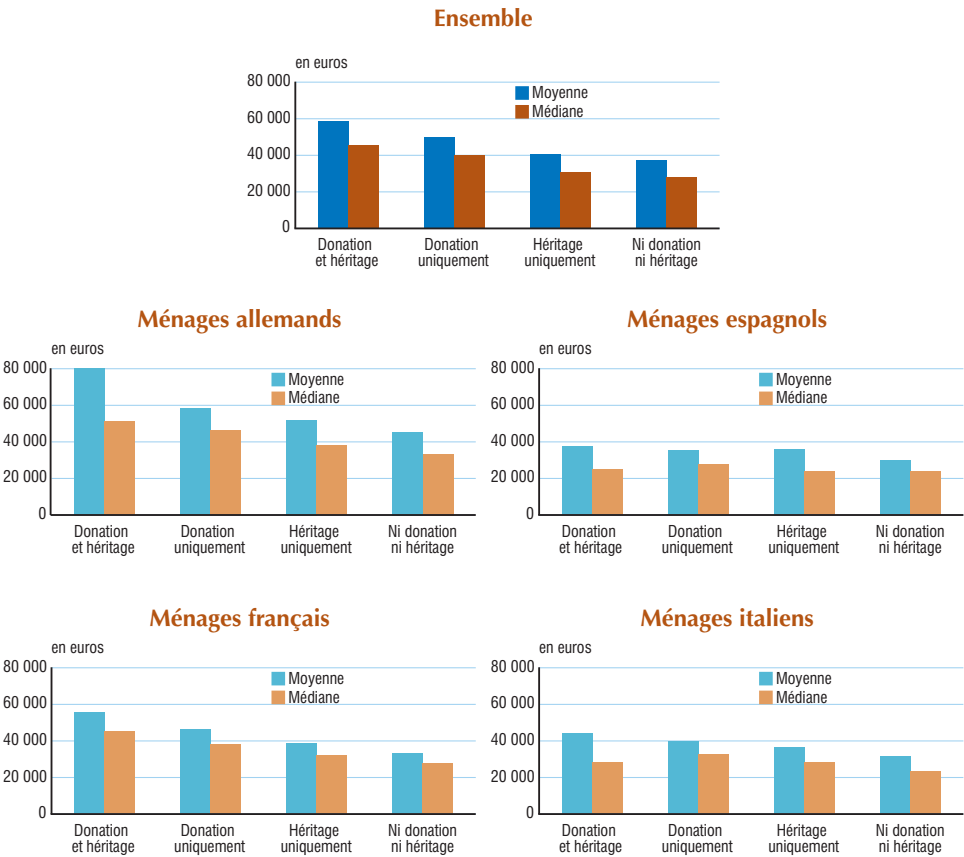 Ensemble
en euros
80 000
60 000
40 000
20 000
0
Moyenne
Médiane
Donation
et héritage
Donation
uniquement
Héritage
uniquement
Ni donation
ni héritage
Ménages allemands
en euros
80 000
60 000
40 000
20 000
0
Moyenne
Médiane
Donation
et héritage
Donation
uniquement
Héritage
uniquement
Ni donation
ni héritage
Ménages espagnols
en euros
80 000
60 000
40 000
20 000
0
Moyenne
Médiane
Donation
et héritage
Donation
uniquement
Héritage
uniquement
Ni donation
ni héritage
Ménages français
en euros
80 000
60 000
40 000
20 000
0
Moyenne
Médiane
Donation
et héritage
Donation
uniquement
Héritage
uniquement
Ni donation
ni héritage
Ménages italiens
en euros
80 000
60 000
40 000
20 000
0
Moyenne
Médiane
Donation
et héritage
Donation
uniquement
Héritage
uniquement
Ni donation
ni héritage